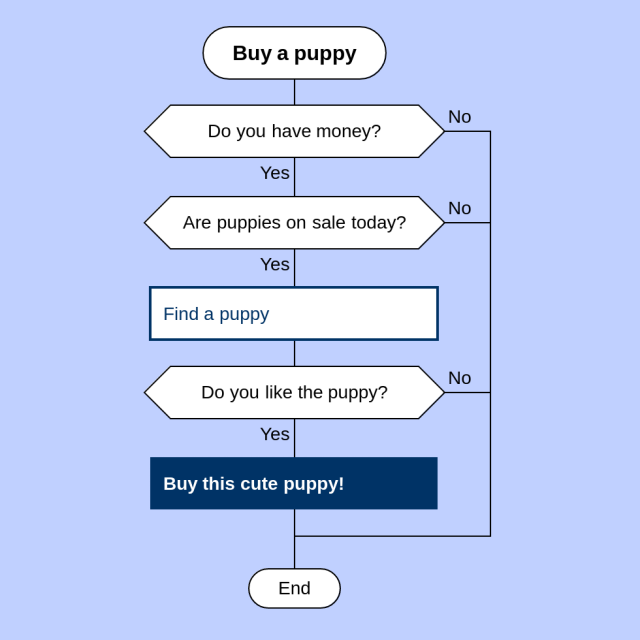 Buy a puppy
Do you have money?
No
Yes
Are puppies on sale today?
No
Yes
Find a puppy
Do you like the puppy?
No
Yes
Buy this cute puppy!
End